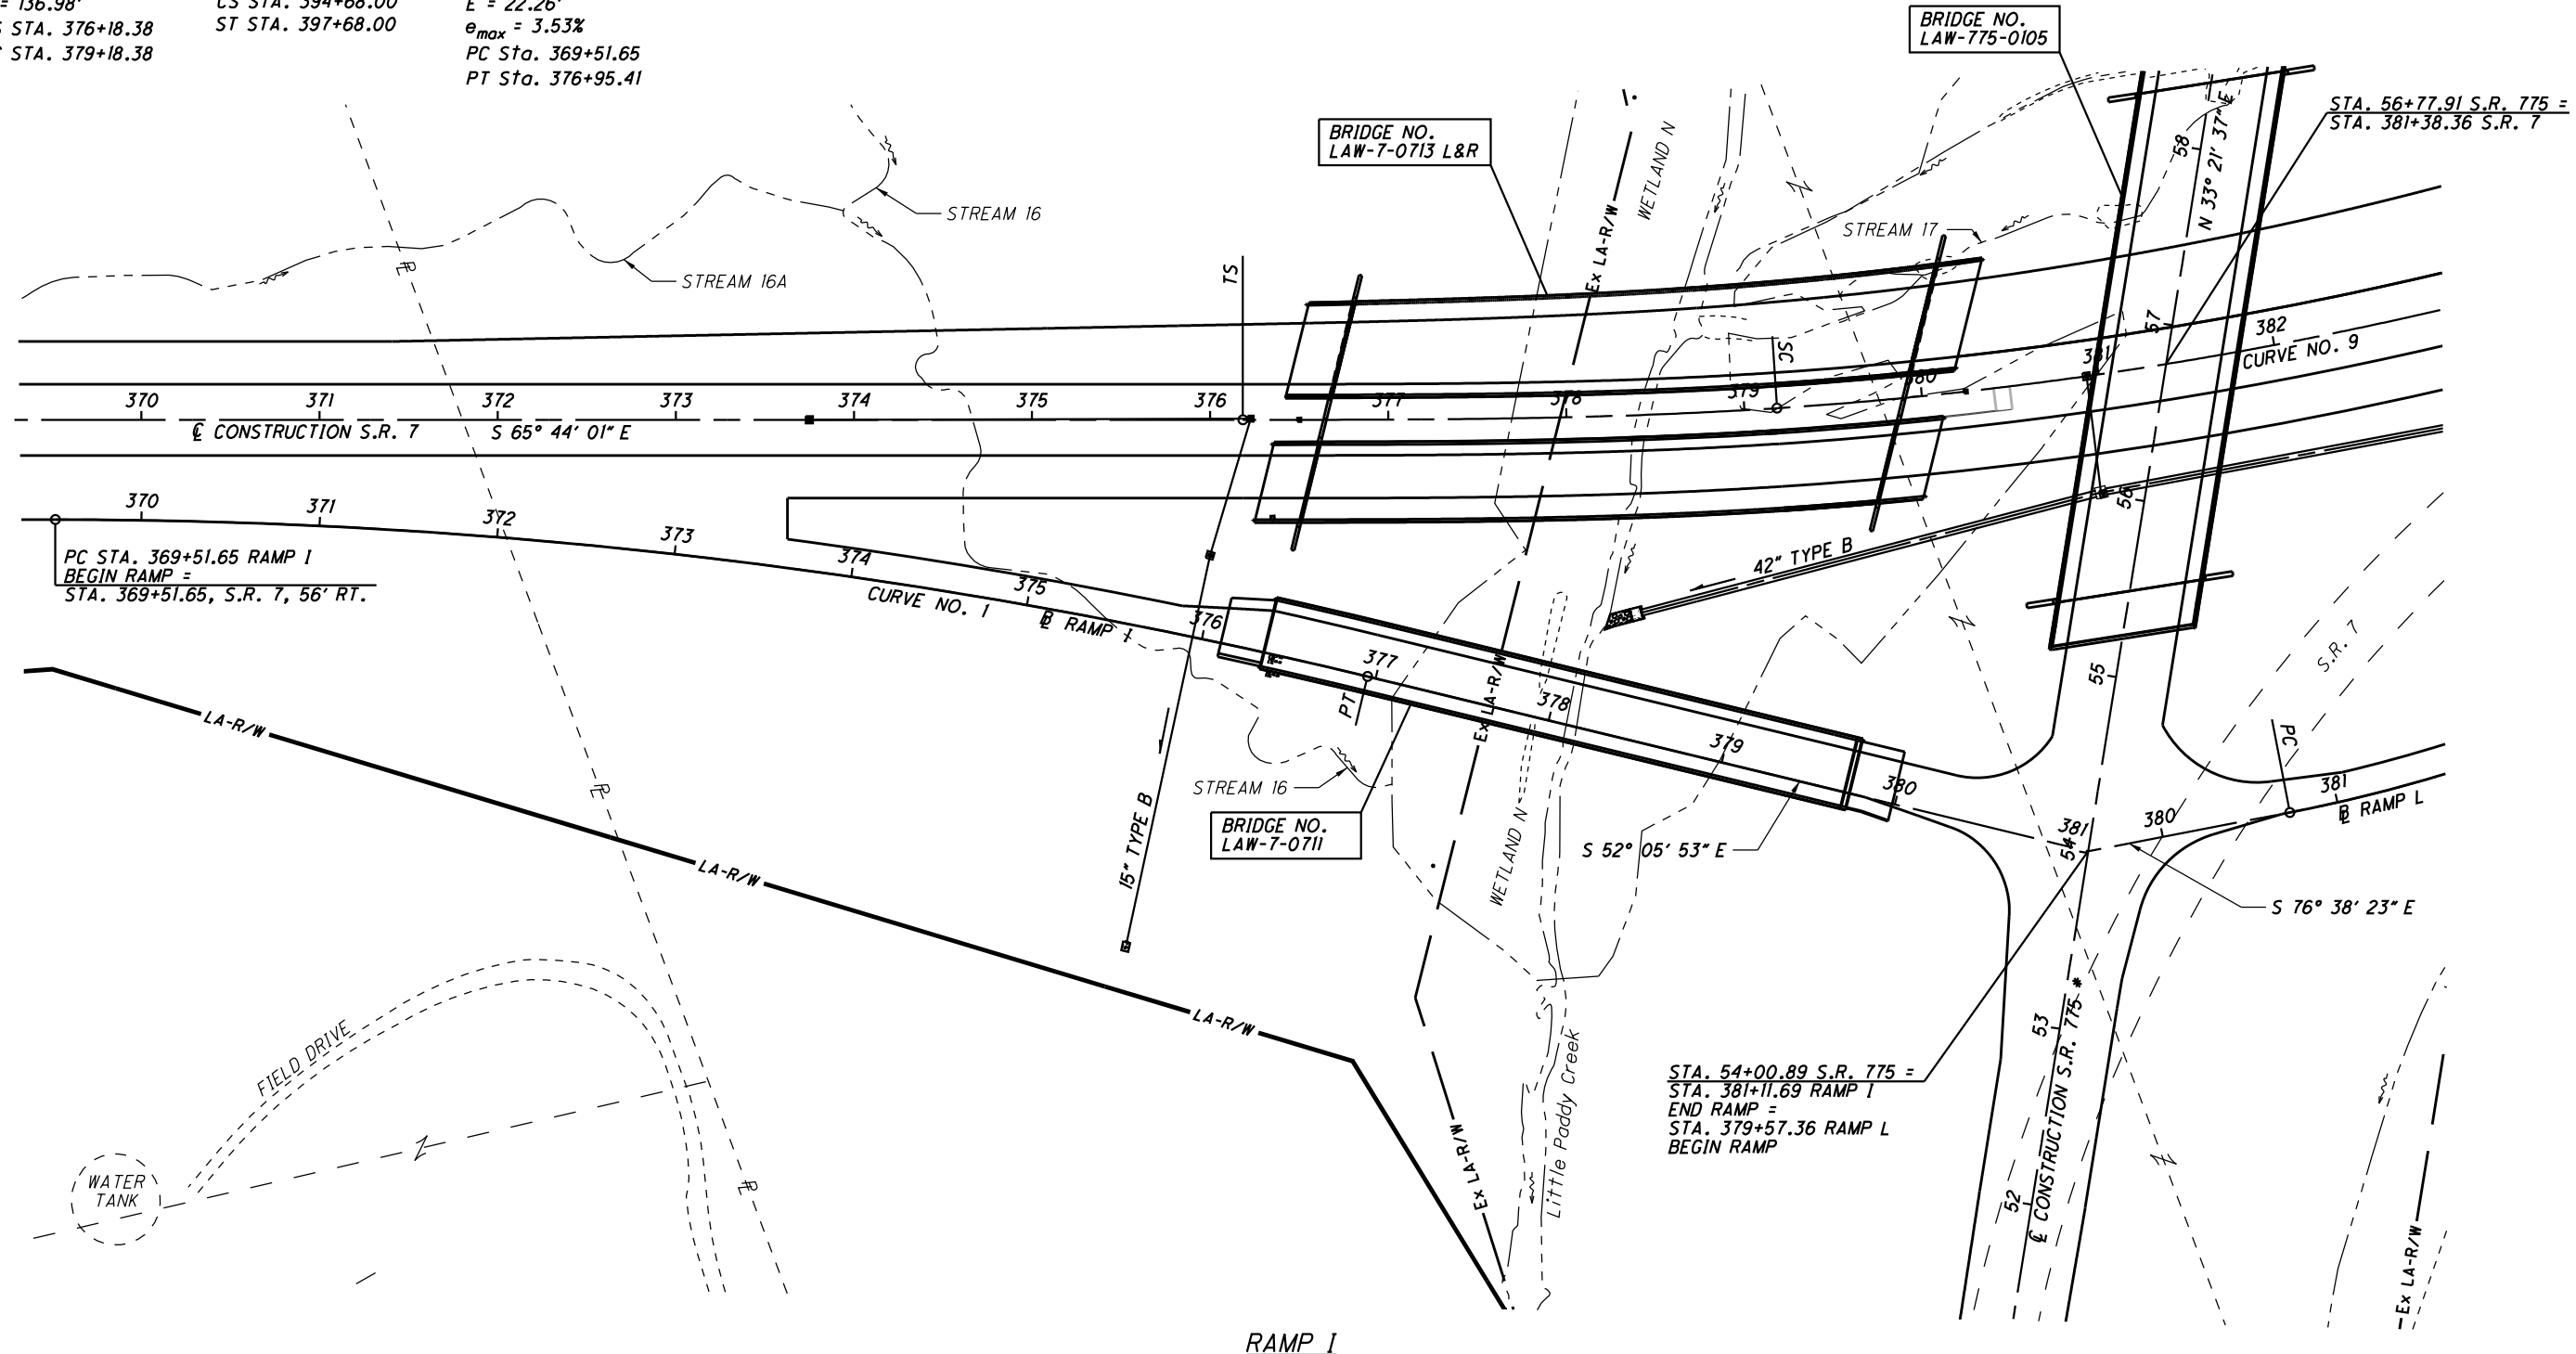 = 136.98'
STA. 376+18.38
STA. 379+18.38
CS STA. 394+68.00
ST STA. 397+68.00
E = 22.26'
emax = 3.53%
PC Sta. 369+51.65
PT Sta. 376+95.41
BRIDGE NO.
LAW-775-0105
BRIDGE NO.
LAW-7-0713 L&R
STA. 56+77.91 S.R. 775 =
STA. 381+38.36 S.R. 7
N 33° 21' 37" E
58
57
56
55
54
53
52
WETLAND N
Ex LA-R/W
STREAM 16
STREAM 16A
STREAM 17
TS
SC
370
371
372
373
374
375
376
377
378
379
380
381
382
CURVE NO. 9
℄ CONSTRUCTION S.R. 7
S 65° 44' 01" E
370
371
372
373
374
375
376
377
378
379
380
381
PC STA. 369+51.65 RAMP I
BEGIN RAMP =
STA. 369+51.65, S.R. 7, 56' RT.
CURVE NO. 1
℄ RAMP I
42" TYPE B
S.R. 7
PT
PC
LA-R/W
LA-R/W
LA-R/W
15" TYPE B
STREAM 16
BRIDGE NO.
LAW-7-0711
Ex LA-R/W
WETLAND N
S 52° 05' 53" E
380
381
℄ RAMP L
S 76° 38' 23" E
FIELD DRIVE
WATER
TANK
Ex LA-R/W
Little Paddy Creek
STA. 54+00.89 S.R. 775 =
STA. 381+11.69 RAMP I
END RAMP =
STA. 379+57.36 RAMP L
BEGIN RAMP
℄ CONSTRUCTION S.R. 775 *
Ex LA-R/W
RAMP I